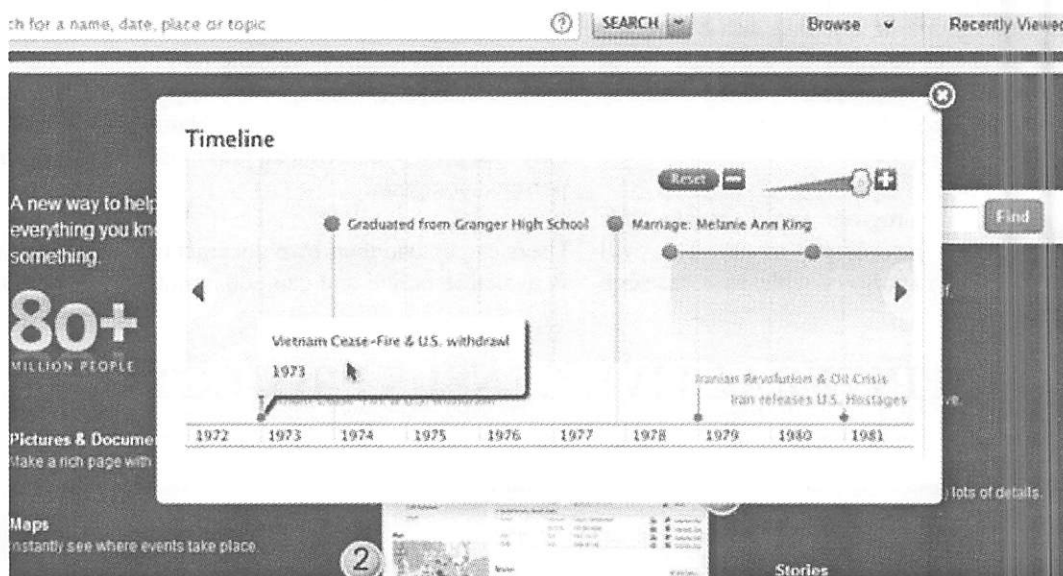 ch for a name, date, place or topic
? SEARCH Browse Recently Viewed
Timeline
Reset
A new way to help
everything you kno
something.
Find
Graduated from Granger High School
Marriage: Melanie Ann King
80+
MILLION PEOPLE
Vietnam Cease-Fire & U.S. withdrawl
1973
Iranian Revolution & Oil Crisis
Iran releases U.S. Hostages
1972 1973 1974 1975 1976 1977 1978 1979 1980 1981
Pictures & Docume
Make a rich page with
lots of details.
Maps
nstantly see where events take place.
2
Stories